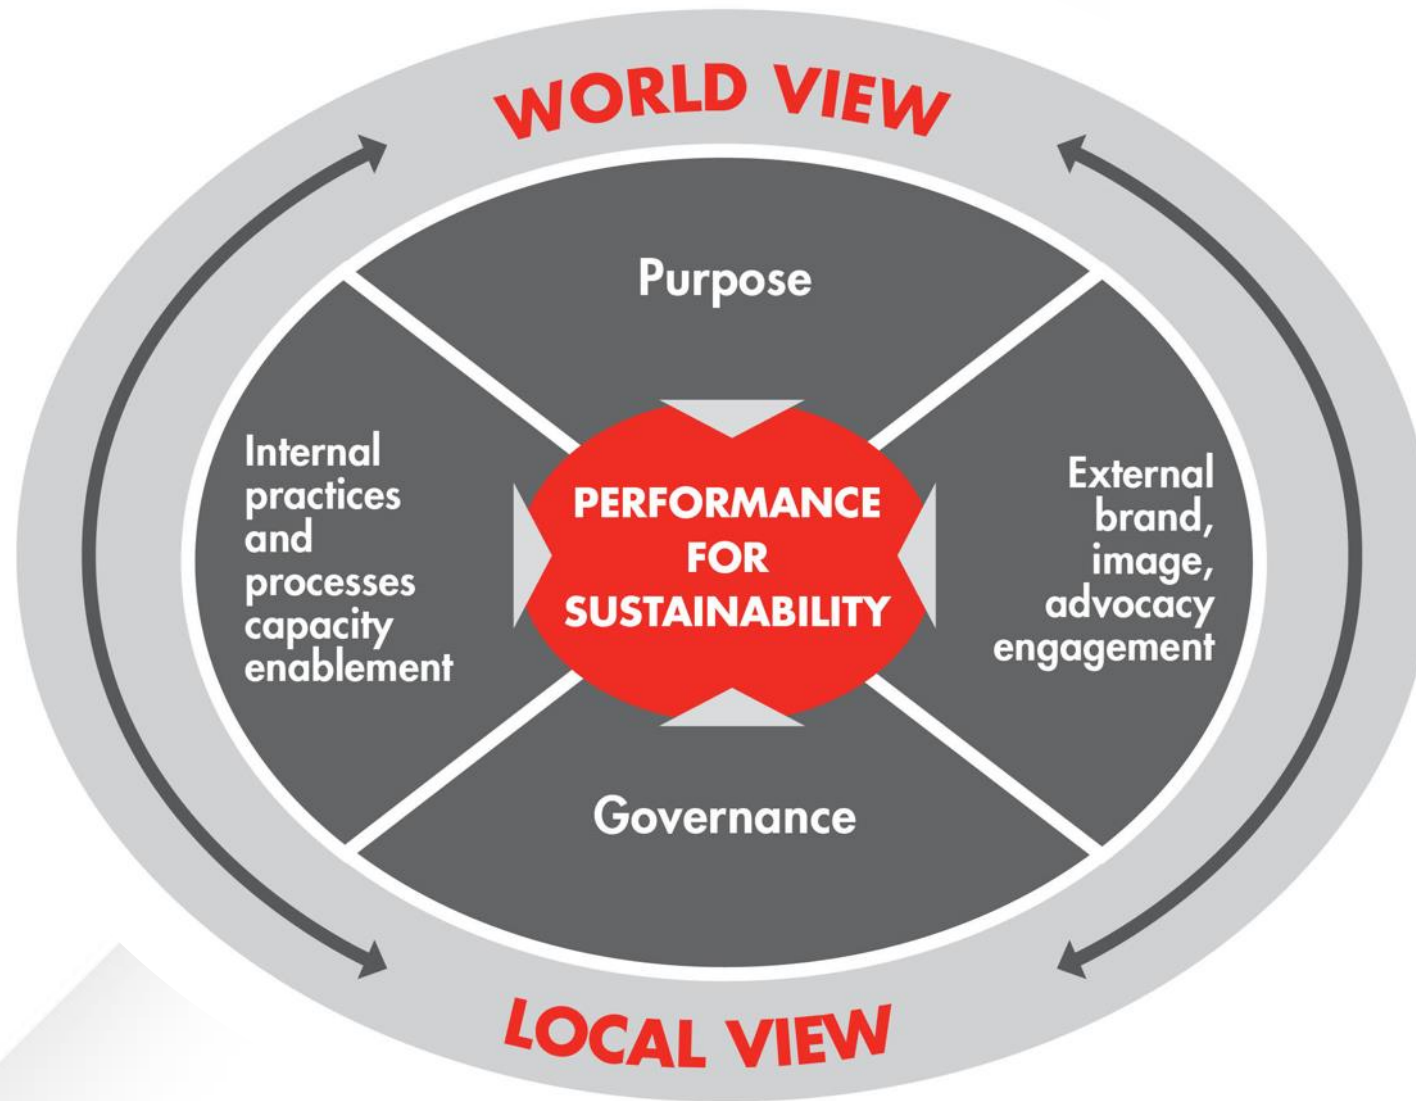 WORLD VIEW
Purpose
Internal
practices
and
processes
capacity
enablement
PERFORMANCE
FOR
SUSTAINABILITY
External
brand,
image,
advocacy
engagement
Governance
LOCAL VIEW